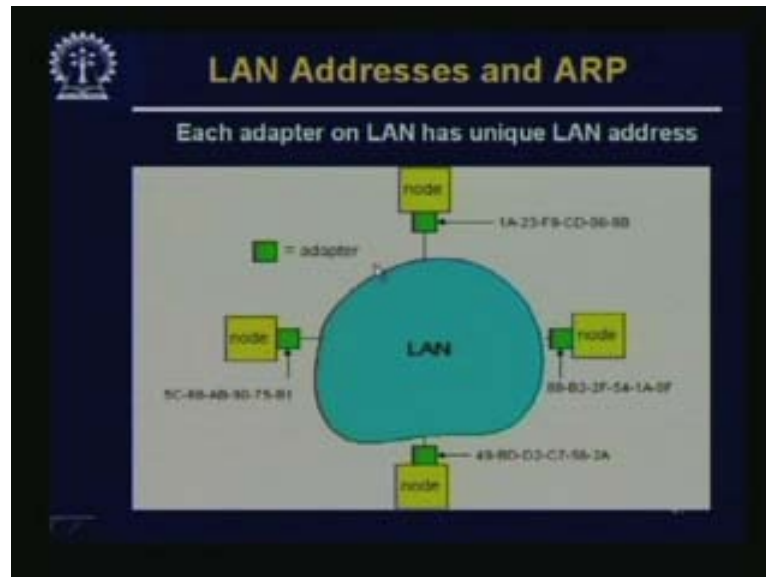 LAN Addresses and ARP
Each adapter on LAN has unique LAN address
node
1A-23-F9-CD-06-9B
= adapter
node
node
LAN
5C-66-AB-90-75-B1
88-B2-2F-54-1A-0F
49-BD-D2-C7-56-2A
node